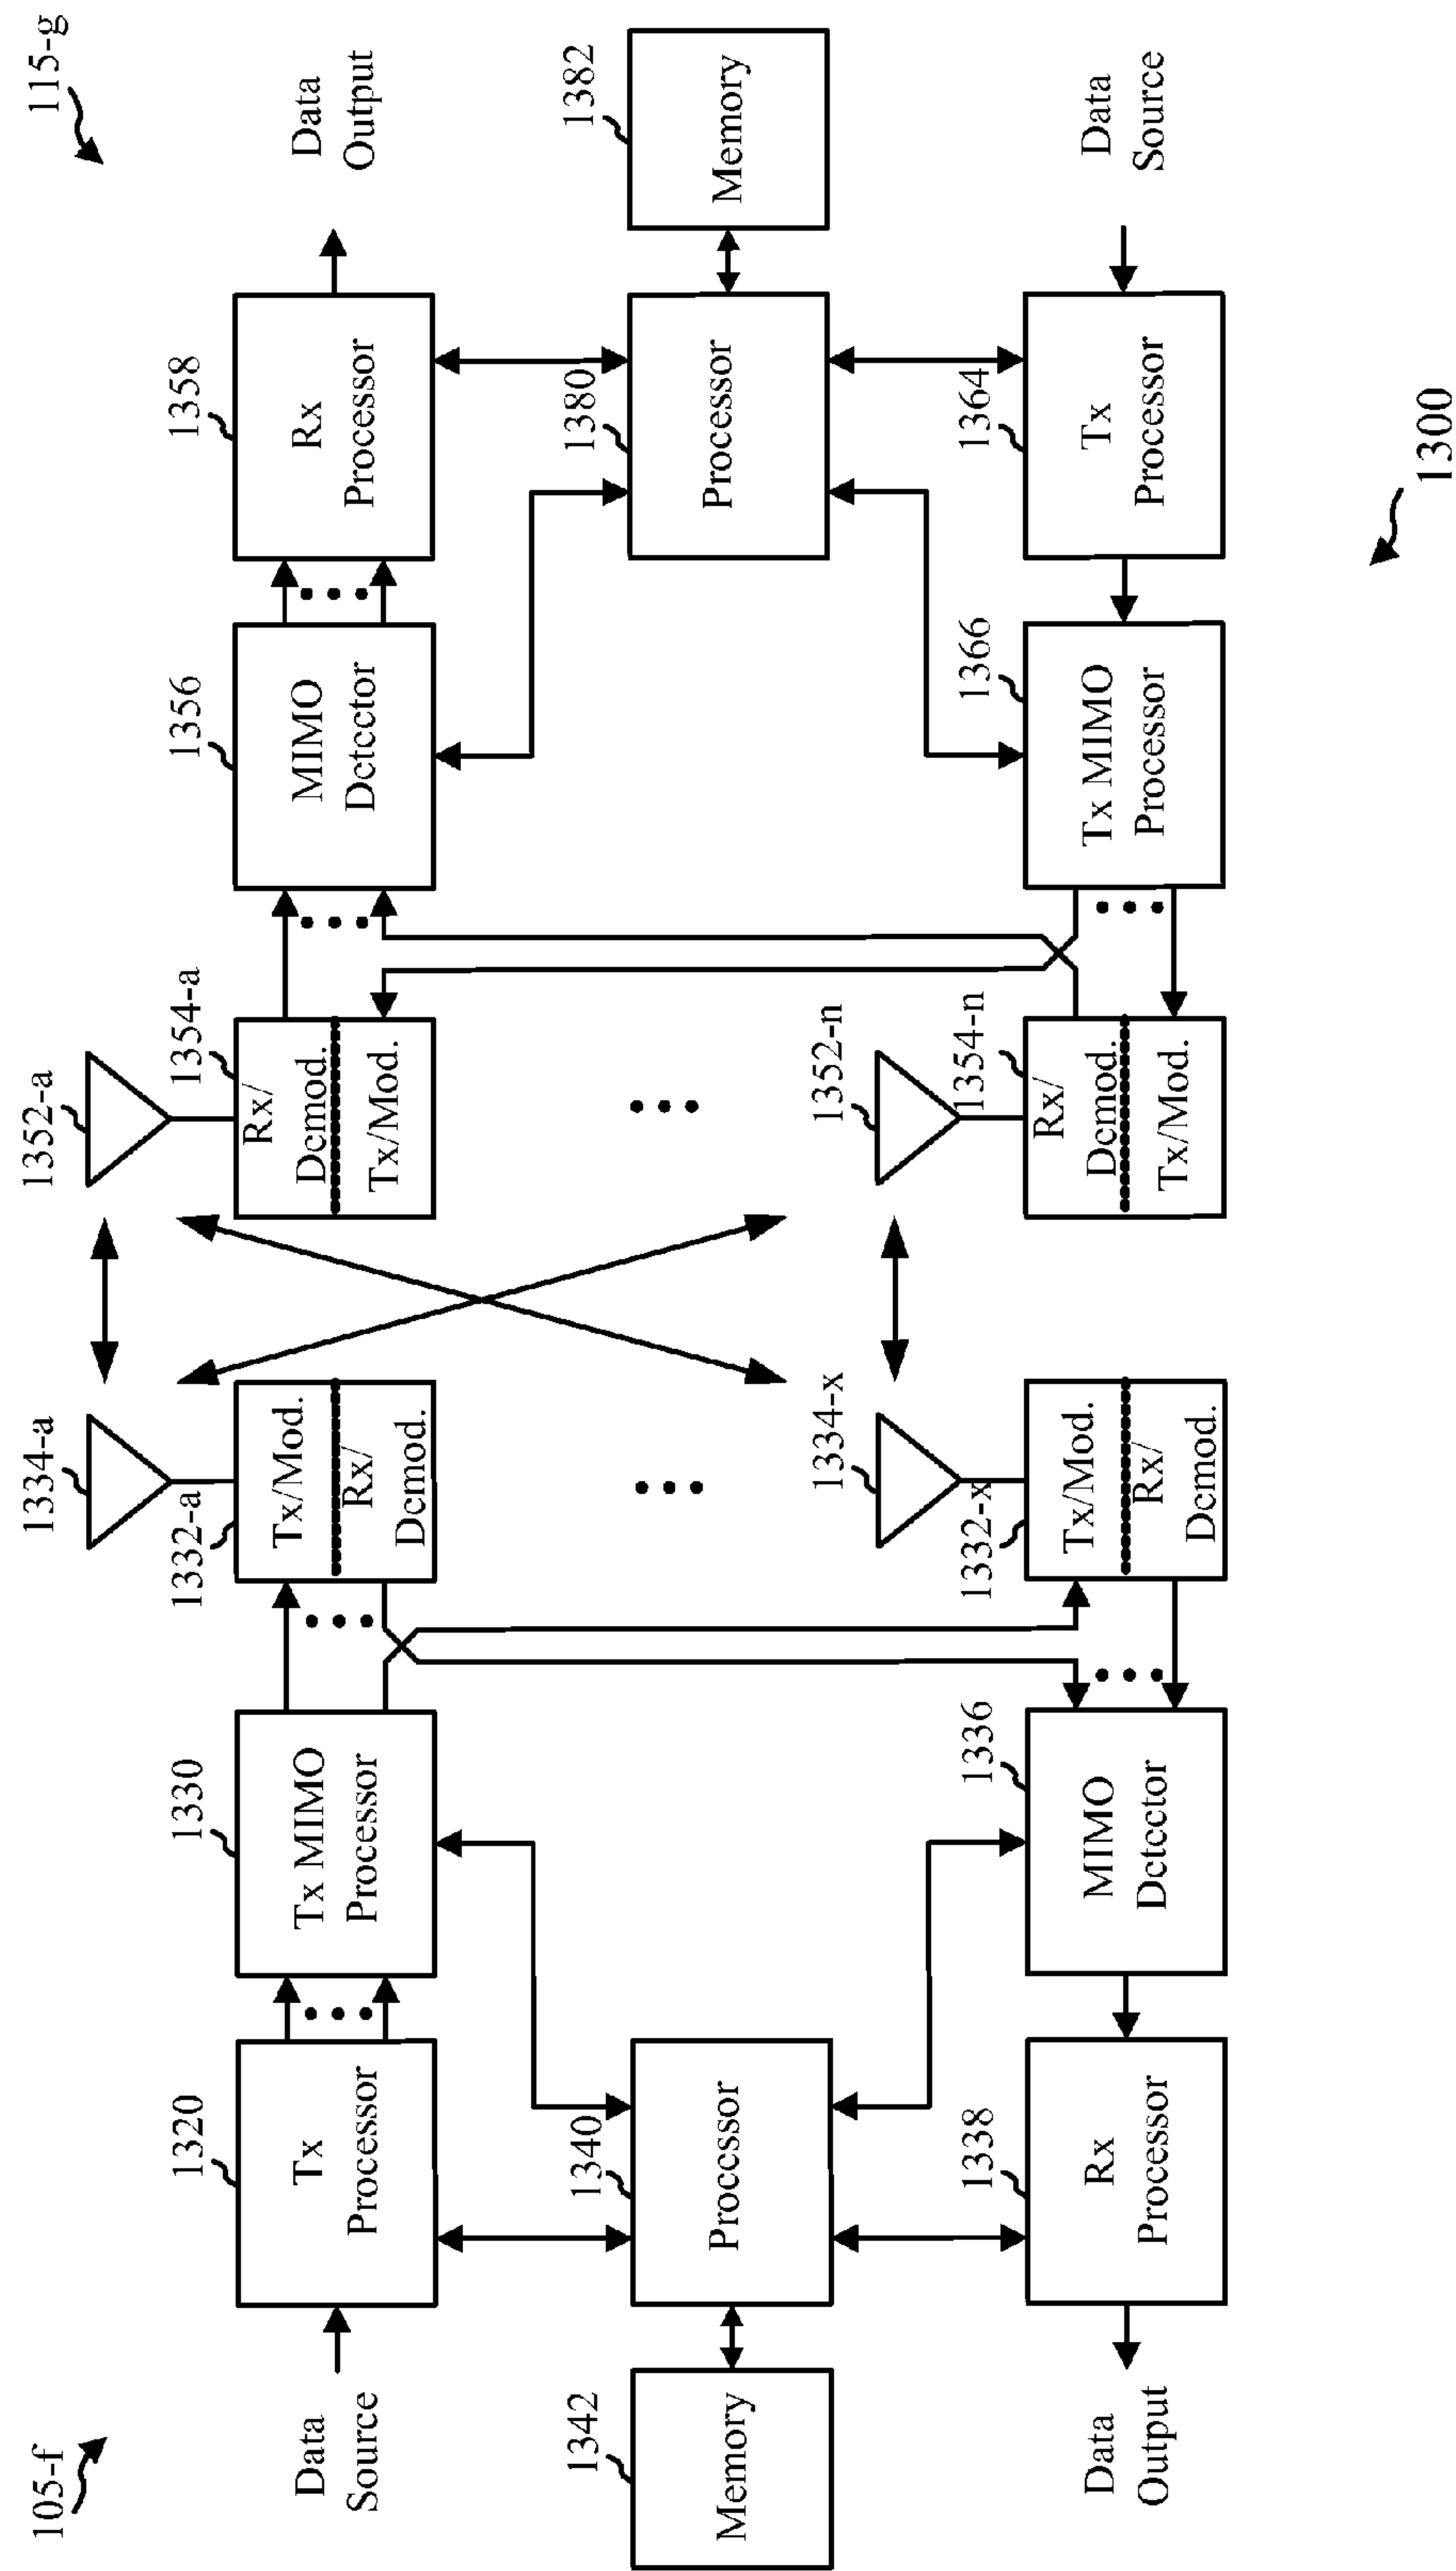 105-f
115-g
1334-a
1352-a
1320
1330
1332-a
1354-a
1356
1358
Data
Source
Tx
Processor
Tx MIMO
Processor
Tx/Mod.
Rx/
Demod.
Rx/
Demod.
Tx/Mod.
MIMO
Detector
Rx
Processor
Data
Output
1342
Memory
1340
Processor
1380
Processor
1382
Memory
1334-x
1352-n
1338
1336
1332-x
1354-n
1366
1364
Data
Output
Rx
Processor
MIMO
Detector
Tx/Mod.
Rx/
Demod.
Rx/
Demod.
Tx/Mod.
Tx MIMO
Processor
Tx
Processor
Data
Source
1300